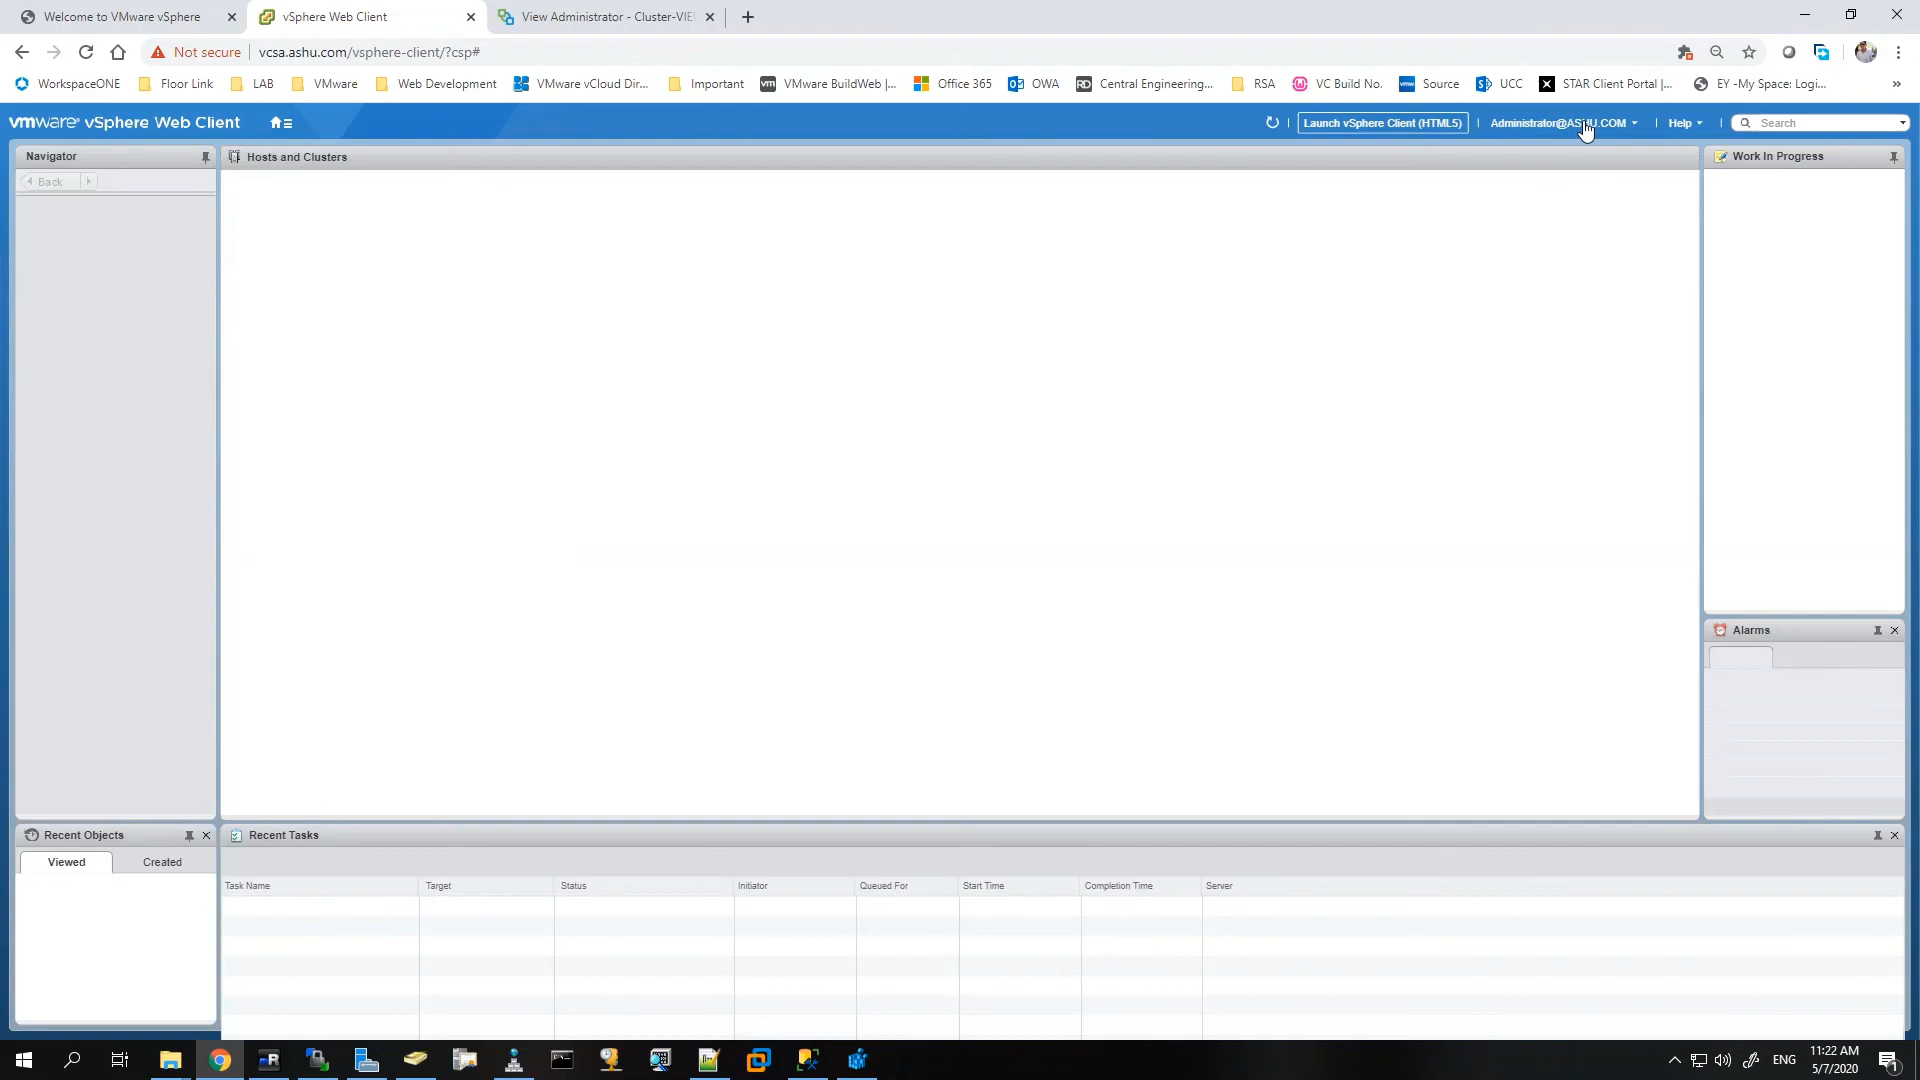 Welcome to VMware vSphere
vSphere Web Client
View Administrator - Cluster-VIE
Not secure
vcsa.ashu.com/vsphere-client/?csp#
WorkspaceONE
Floor Link
LAB
VMware
Web Development
VMware vCloud Dir...
Important
VMware BuildWeb |...
Office 365
OWA
Central Engineering...
RSA
VC Build No.
Source
UCC
STAR Client Portal |...
EY -My Space: Logi...
vmware vSphere Web Client
Launch vSphere Client (HTML5)
Administrator@ASHU.COM
Help
Search
Navigator
Back
Hosts and Clusters
Work In Progress
Alarms
Recent Objects
Viewed
Created
Recent Tasks
Task Name
Target
Status
Initiator
Queued For
Start Time
Completion Time
Server
ENG
11:22 AM
5/7/2020
1